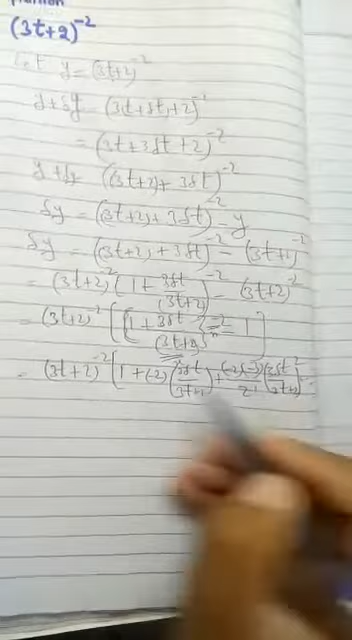 (3t+2)^-2
Let y = (3t+2)^-2
y+δy = (3(t+δt)+2)^-2
= (3t+3δt+2)^-2
y+δy ((3t+2)+3δt)^-2
δy = ((3t+2)+3δt)^-2 - y
δy = ((3t+2)+3δt)^-2 - (3t+2)^-2
= (3t+2)^-2 (1+3δt/(3t+2))^-2 - (3t+2)^-2
= (3t+2)^-2 [(1+3δt/(3t+2))^-2 - 1]
= (3t+2)^-2 [1+(-2)(3δt/(3t+2)) + (-2)(-3)/2! (3δt/(3t+2))^2